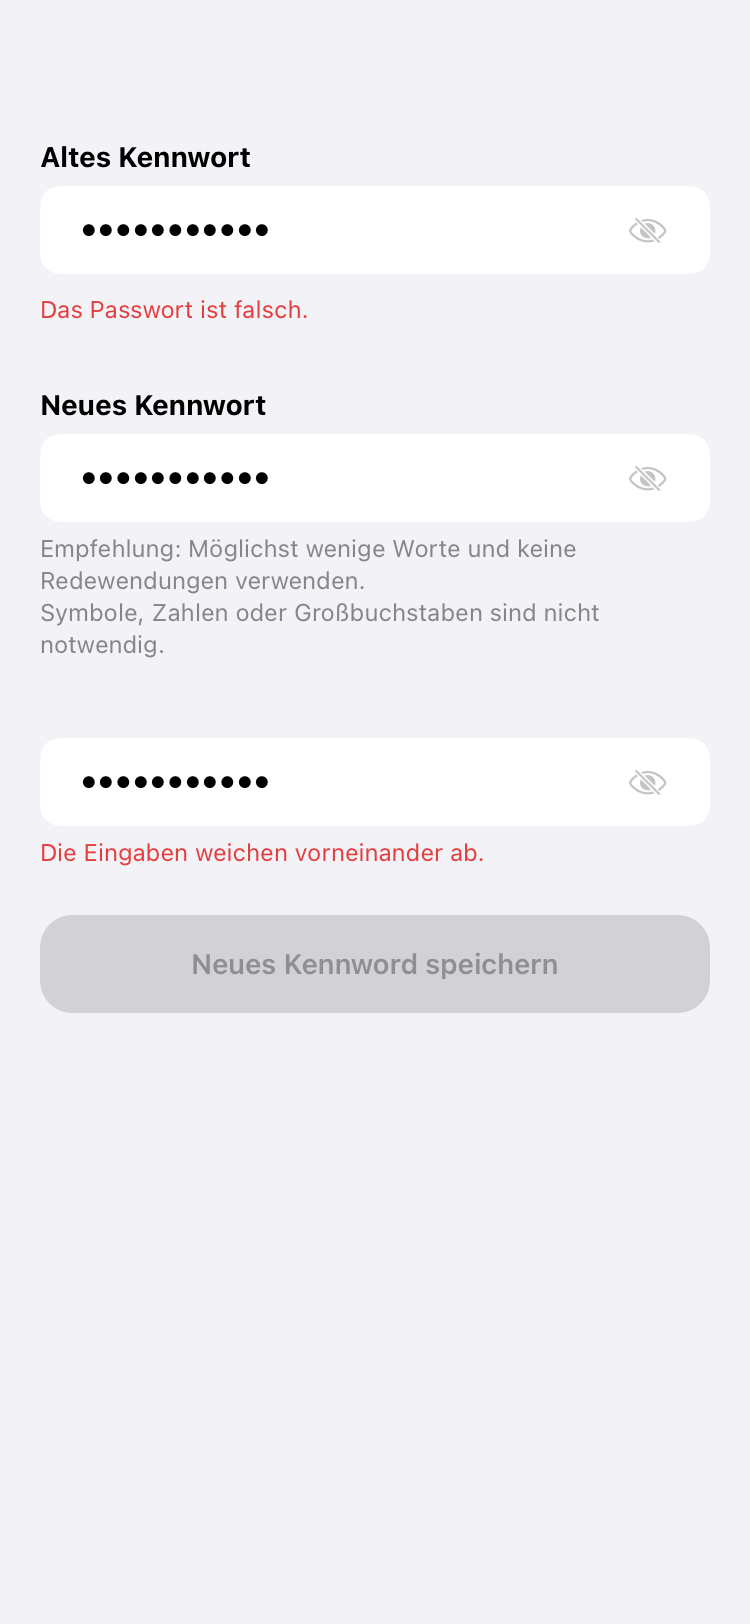 Altes Kennwort
•••••••••••
Das Passwort ist falsch.
Neues Kennwort
•••••••••••
Empfehlung: Möglichst wenige Worte und keine
Redewendungen verwenden.
Symbole, Zahlen oder Großbuchstaben sind nicht
notwendig.
•••••••••••
Die Eingaben weichen vorneinander ab.
Neues Kennword speichern